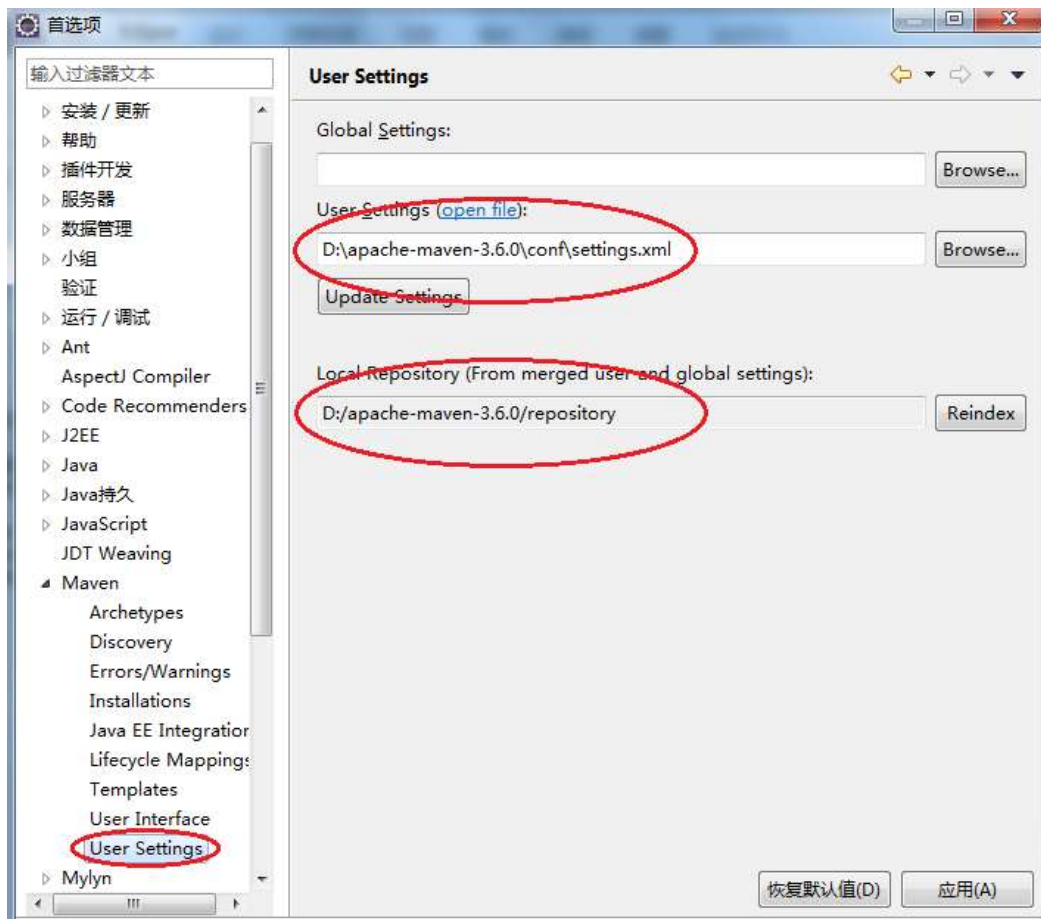 首选项
输入过滤器文本
安装 / 更新
帮助
插件开发
服务器
数据管理
小组
验证
运行 / 调试
Ant
AspectJ Compiler
Code Recommenders
J2EE
Java
Java持久
JavaScript
JDT Weaving
Maven
Archetypes
Discovery
Errors/Warnings
Installations
Java EE Integration
Lifecycle Mappings
Templates
User Interface
User Settings
Mylyn
User Settings
Global Settings:
Browse...
User Settings (open file):
D:\apache-maven-3.6.0\conf\settings.xml
Browse...
Update Settings
Local Repository (From merged user and global settings):
D:/apache-maven-3.6.0/repository
Reindex
恢复默认值(D)
应用(A)